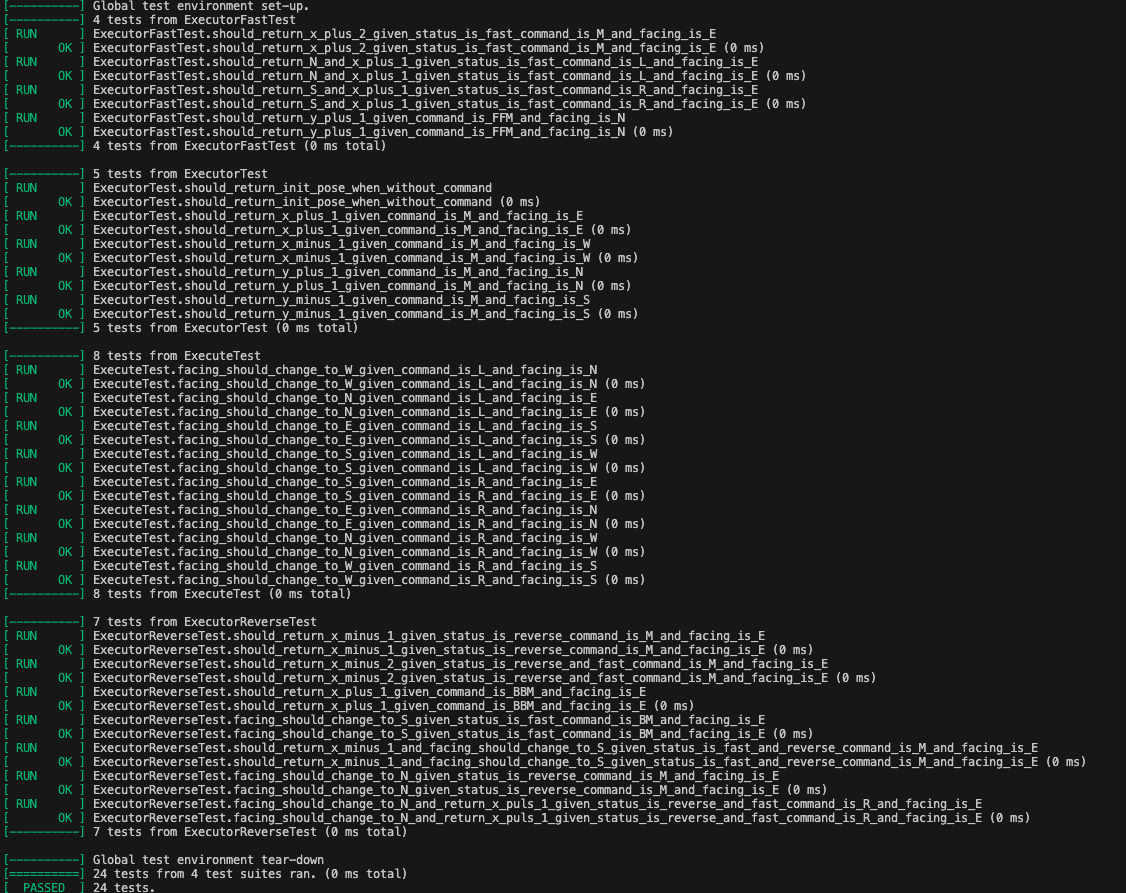 [----------] Global test environment set-up.
[----------] 4 tests from ExecutorFastTest
[ RUN      ] ExecutorFastTest.should_return_x_plus_2_given_status_is_fast_command_is_M_and_facing_is_E
[       OK ] ExecutorFastTest.should_return_x_plus_2_given_status_is_fast_command_is_M_and_facing_is_E (0 ms)
[ RUN      ] ExecutorFastTest.should_return_N_and_x_plus_1_given_status_is_fast_command_is_L_and_facing_is_E
[       OK ] ExecutorFastTest.should_return_N_and_x_plus_1_given_status_is_fast_command_is_L_and_facing_is_E (0 ms)
[ RUN      ] ExecutorFastTest.should_return_S_and_x_plus_1_given_status_is_fast_command_is_R_and_facing_is_E
[       OK ] ExecutorFastTest.should_return_S_and_x_plus_1_given_status_is_fast_command_is_R_and_facing_is_E (0 ms)
[ RUN      ] ExecutorFastTest.should_return_y_plus_1_given_command_is_FFM_and_facing_is_N
[       OK ] ExecutorFastTest.should_return_y_plus_1_given_command_is_FFM_and_facing_is_N (0 ms)
[----------] 4 tests from ExecutorFastTest (0 ms total)

[----------] 5 tests from ExecutorTest
[ RUN      ] ExecutorTest.should_return_init_pose_when_without_command
[       OK ] ExecutorTest.should_return_init_pose_when_without_command (0 ms)
[ RUN      ] ExecutorTest.should_return_x_plus_1_given_command_is_M_and_facing_is_E
[       OK ] ExecutorTest.should_return_x_plus_1_given_command_is_M_and_facing_is_E (0 ms)
[ RUN      ] ExecutorTest.should_return_x_minus_1_given_command_is_M_and_facing_is_W
[       OK ] ExecutorTest.should_return_x_minus_1_given_command_is_M_and_facing_is_W (0 ms)
[ RUN      ] ExecutorTest.should_return_y_plus_1_given_command_is_M_and_facing_is_N
[       OK ] ExecutorTest.should_return_y_plus_1_given_command_is_M_and_facing_is_N (0 ms)
[ RUN      ] ExecutorTest.should_return_y_minus_1_given_command_is_M_and_facing_is_S
[       OK ] ExecutorTest.should_return_y_minus_1_given_command_is_M_and_facing_is_S (0 ms)
[----------] 5 tests from ExecutorTest (0 ms total)

[----------] 8 tests from ExecuteTest
[ RUN      ] ExecuteTest.facing_should_change_to_W_given_command_is_L_and_facing_is_N
[       OK ] ExecuteTest.facing_should_change_to_W_given_command_is_L_and_facing_is_N (0 ms)
[ RUN      ] ExecuteTest.facing_should_change_to_N_given_command_is_L_and_facing_is_E
[       OK ] ExecuteTest.facing_should_change_to_N_given_command_is_L_and_facing_is_E (0 ms)
[ RUN      ] ExecuteTest.facing_should_change_to_E_given_command_is_L_and_facing_is_S
[       OK ] ExecuteTest.facing_should_change_to_E_given_command_is_L_and_facing_is_S (0 ms)
[ RUN      ] ExecuteTest.facing_should_change_to_S_given_command_is_L_and_facing_is_W
[       OK ] ExecuteTest.facing_should_change_to_S_given_command_is_L_and_facing_is_W (0 ms)
[ RUN      ] ExecuteTest.facing_should_change_to_S_given_command_is_R_and_facing_is_E
[       OK ] ExecuteTest.facing_should_change_to_S_given_command_is_R_and_facing_is_E (0 ms)
[ RUN      ] ExecuteTest.facing_should_change_to_E_given_command_is_R_and_facing_is_N
[       OK ] ExecuteTest.facing_should_change_to_E_given_command_is_R_and_facing_is_N (0 ms)
[ RUN      ] ExecuteTest.facing_should_change_to_N_given_command_is_R_and_facing_is_W
[       OK ] ExecuteTest.facing_should_change_to_N_given_command_is_R_and_facing_is_W (0 ms)
[ RUN      ] ExecuteTest.facing_should_change_to_W_given_command_is_R_and_facing_is_S
[       OK ] ExecuteTest.facing_should_change_to_W_given_command_is_R_and_facing_is_S (0 ms)
[----------] 8 tests from ExecuteTest (0 ms total)

[----------] 7 tests from ExecutorReverseTest
[ RUN      ] ExecutorReverseTest.should_return_x_minus_1_given_status_is_reverse_command_is_M_and_facing_is_E
[       OK ] ExecutorReverseTest.should_return_x_minus_1_given_status_is_reverse_command_is_M_and_facing_is_E (0 ms)
[ RUN      ] ExecutorReverseTest.should_return_x_minus_2_given_status_is_reverse_and_fast_command_is_M_and_facing_is_E
[       OK ] ExecutorReverseTest.should_return_x_minus_2_given_status_is_reverse_and_fast_command_is_M_and_facing_is_E (0 ms)
[ RUN      ] ExecutorReverseTest.should_return_x_plus_1_given_command_is_BBM_and_facing_is_E
[       OK ] ExecutorReverseTest.should_return_x_plus_1_given_command_is_BBM_and_facing_is_E (0 ms)
[ RUN      ] ExecutorReverseTest.facing_should_change_to_S_given_status_is_fast_command_is_BM_and_facing_is_E
[       OK ] ExecutorReverseTest.facing_should_change_to_S_given_status_is_fast_command_is_BM_and_facing_is_E (0 ms)
[ RUN      ] ExecutorReverseTest.should_return_x_minus_1_and_facing_should_change_to_S_given_status_is_fast_and_reverse_command_is_M_and_facing_is_E
[       OK ] ExecutorReverseTest.should_return_x_minus_1_and_facing_should_change_to_S_given_status_is_fast_and_reverse_command_is_M_and_facing_is_E (0 ms)
[ RUN      ] ExecutorReverseTest.facing_should_change_to_N_given_status_is_reverse_command_is_M_and_facing_is_E
[       OK ] ExecutorReverseTest.facing_should_change_to_N_given_status_is_reverse_command_is_M_and_facing_is_E (0 ms)
[ RUN      ] ExecutorReverseTest.facing_should_change_to_N_and_return_x_puls_1_given_status_is_reverse_and_fast_command_is_R_and_facing_is_E
[       OK ] ExecutorReverseTest.facing_should_change_to_N_and_return_x_puls_1_given_status_is_reverse_and_fast_command_is_R_and_facing_is_E (0 ms)
[----------] 7 tests from ExecutorReverseTest (0 ms total)

[----------] Global test environment tear-down
[==========] 24 tests from 4 test suites ran. (0 ms total)
[  PASSED  ] 24 tests.